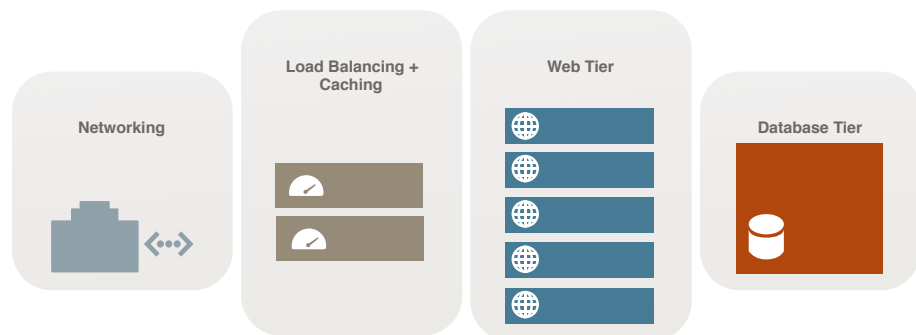 Networking
Load Balancing +
Caching
Web Tier
Database Tier